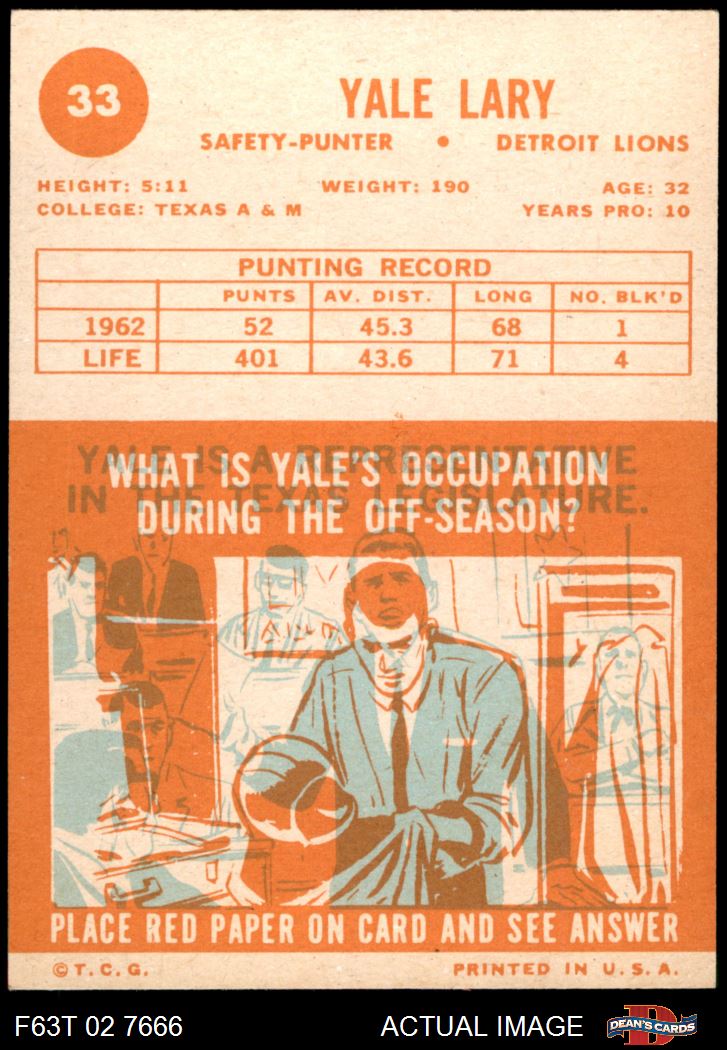 33
YALE LARY
SAFETY-PUNTER • DETROIT LIONS
HEIGHT: 5:11 WEIGHT: 190 AGE: 32
COLLEGE: TEXAS A & M YEARS PRO: 10
PUNTING RECORD
PUNTS AV. DIST. LONG NO. BLK'D
1962 52 45.3 68 1
LIFE 401 43.6 71 4
YALE IS A REPRESENTATIVE
WHAT IS YALE'S OCCUPATION
IN THE TEXAS LEGISLATURE.
DURING THE OFF-SEASON?
PLACE RED PAPER ON CARD AND SEE ANSWER
© T. C. G. PRINTED IN U. S. A.
F63T 02 7666 ACTUAL IMAGE DEAN'S CARDS